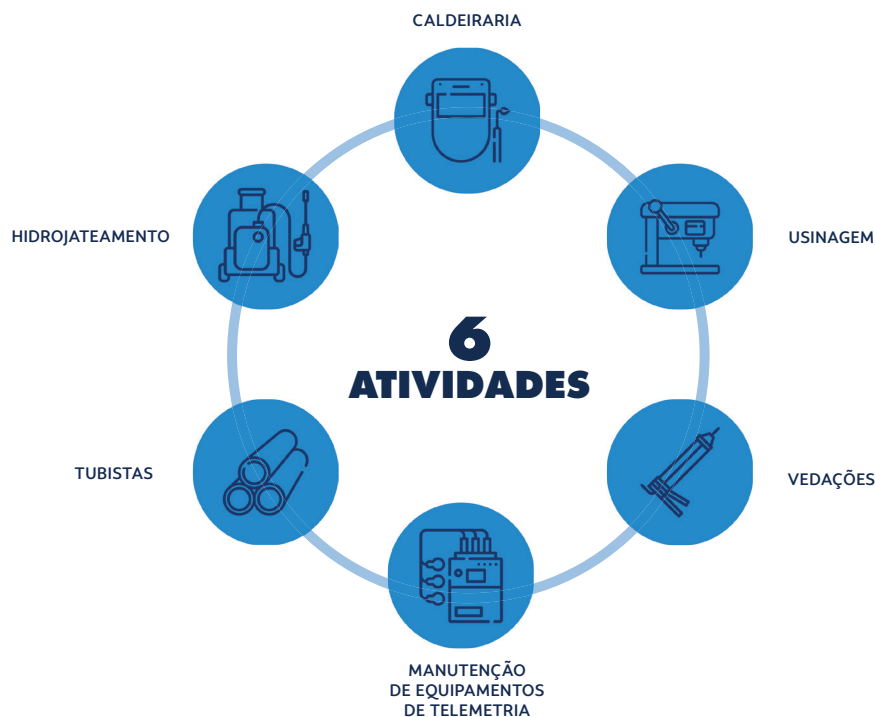 CALDEIRARIA
HIDROJATEAMENTO
USINAGEM
6
ATIVIDADES
TUBISTAS
VEDAÇÕES
MANUTENÇÃO
DE EQUIPAMENTOS
DE TELEMETRIA